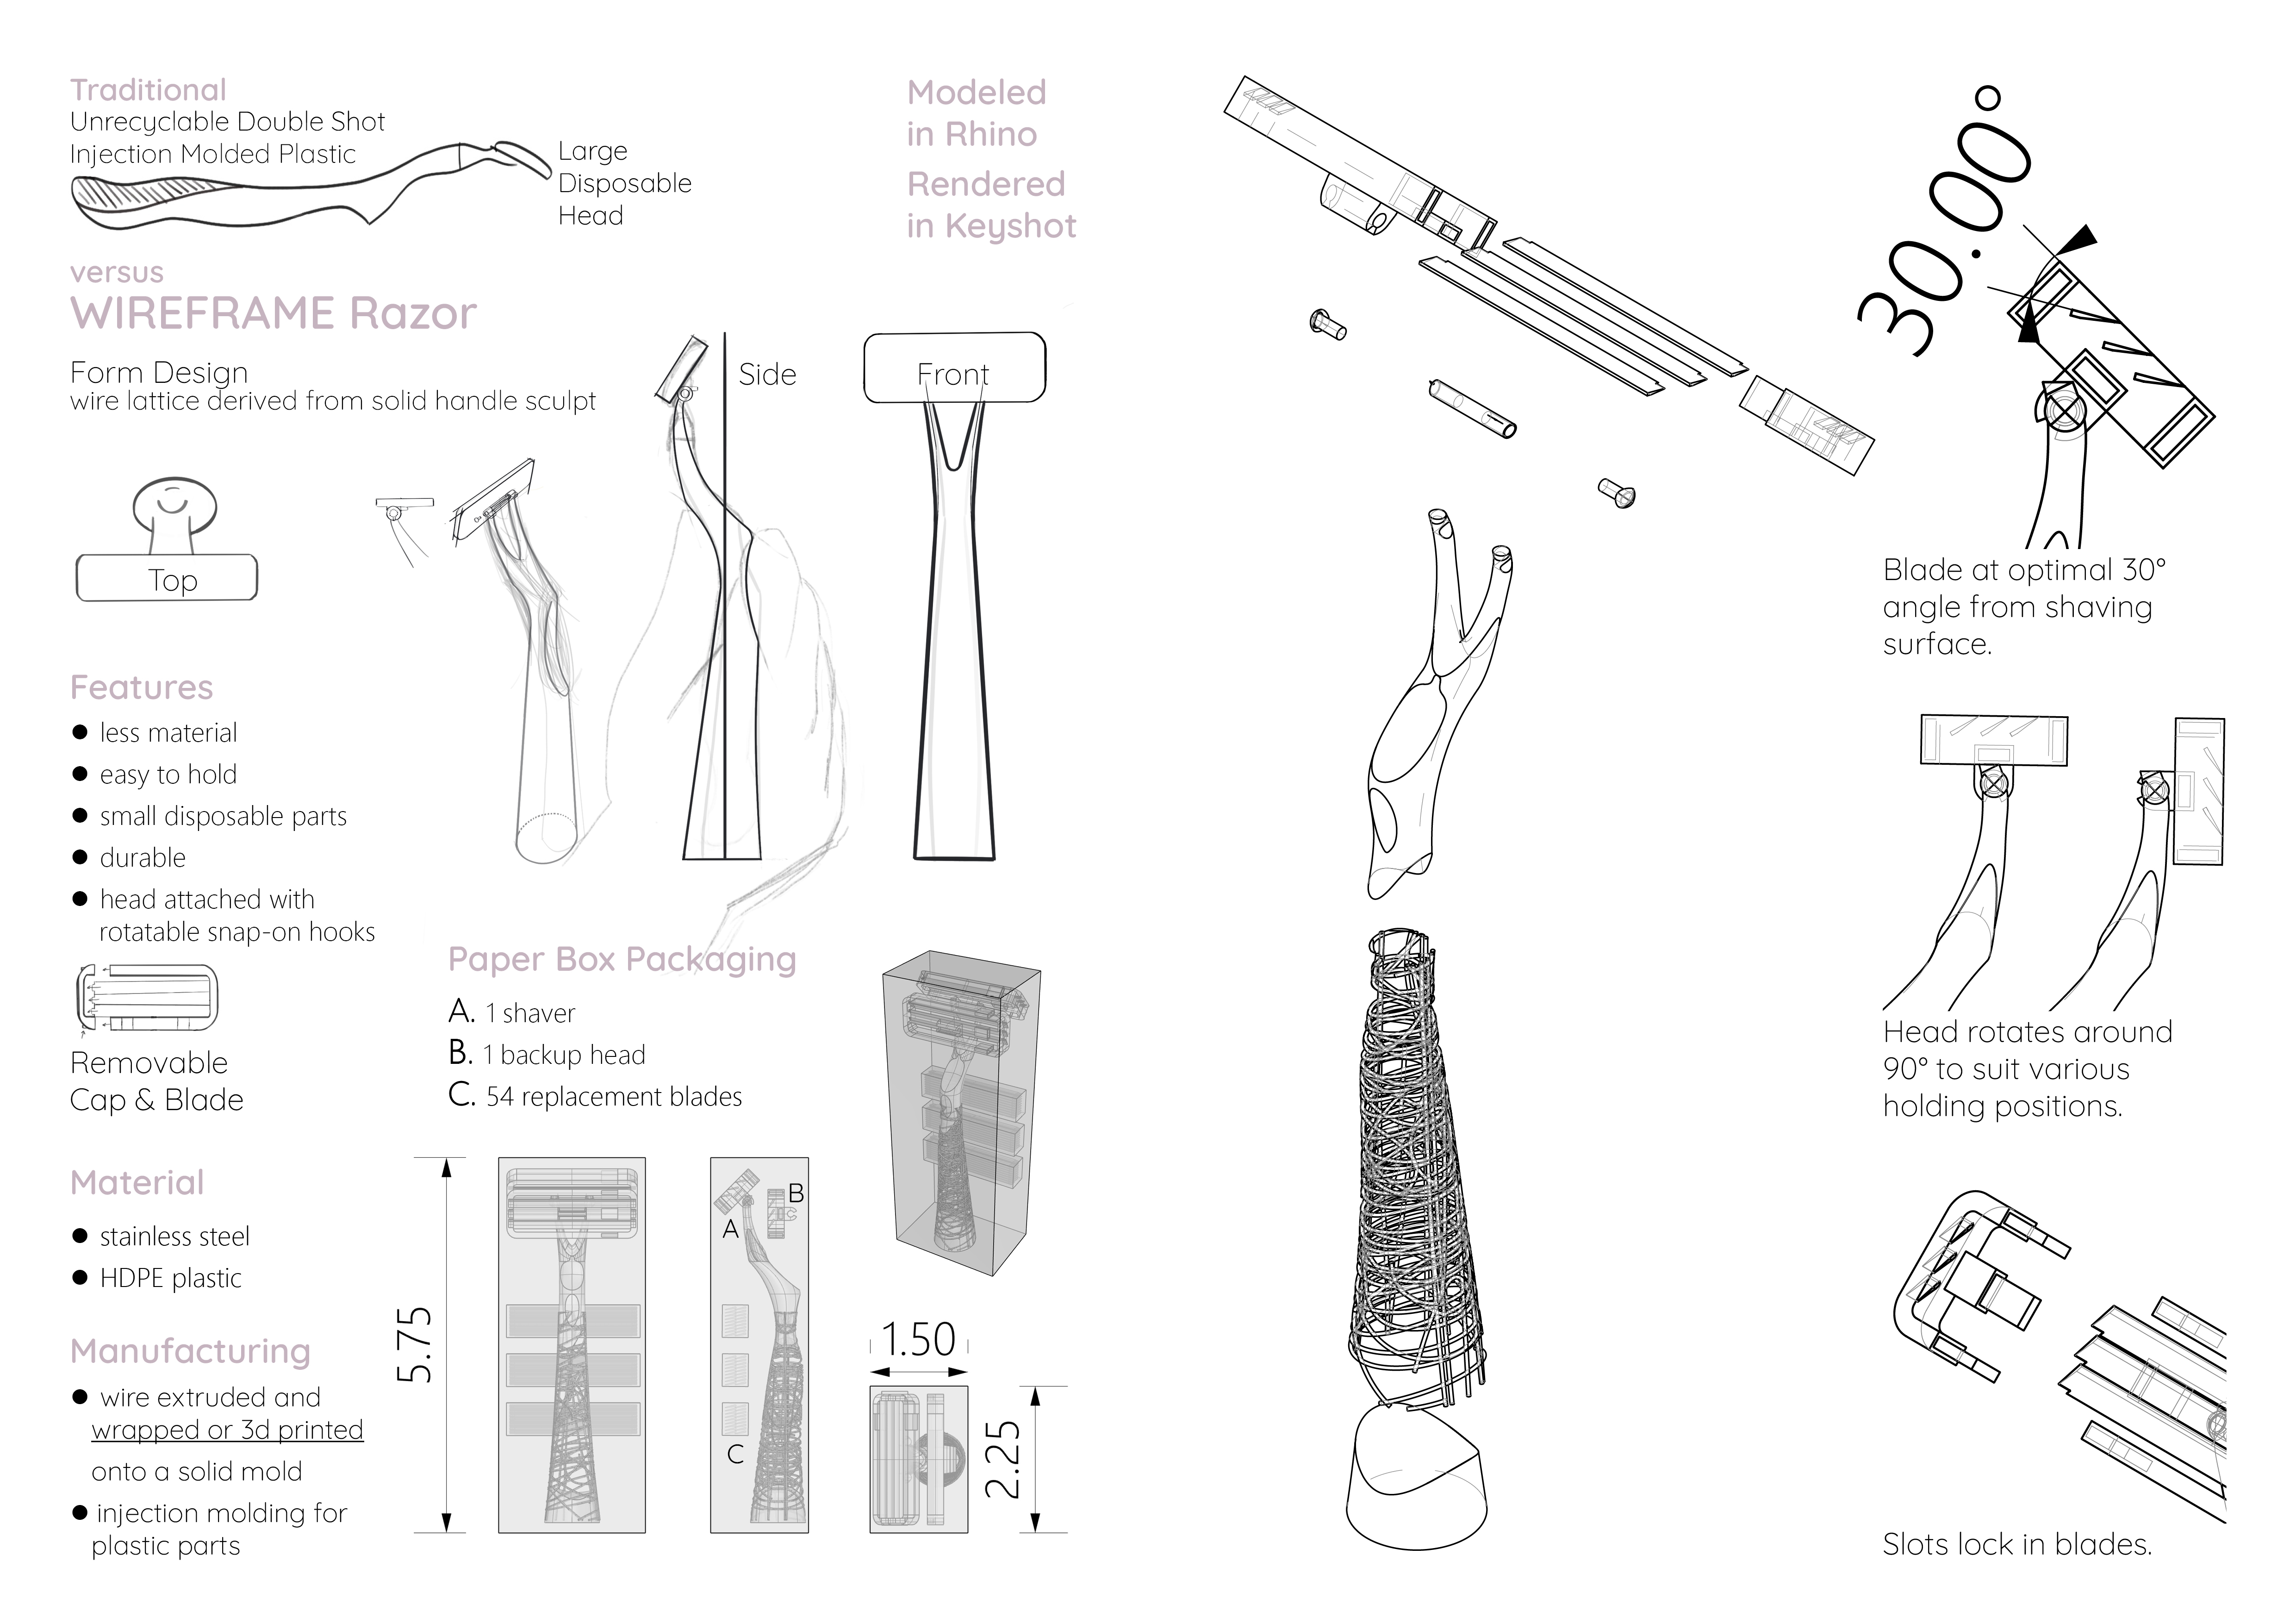 Traditional
Unrecyclable Double Shot
Injection Molded Plastic
Large
Disposable
Head
Modeled
in Rhino
Rendered
in Keyshot
versus
WIREFRAME Razor
Form Design
wire lattice derived from solid handle sculpt
Side
Front
Top
Features
● less material
● easy to hold
● small disposable parts
● durable
● head attached with
rotatable snap-on hooks
Removable
Cap & Blade
Material
● stainless steel
● HDPE plastic
Manufacturing
● wire extruded and
wrapped or 3d printed
onto a solid mold
● injection molding for
plastic parts
Paper Box Packaging
A. 1 shaver
B. 1 backup head
C. 54 replacement blades
5.75
A
B
C
1.50
2.25
30.00°
Blade at optimal 30°
angle from shaving
surface.
Head rotates around
90° to suit various
holding positions.
Slots lock in blades.